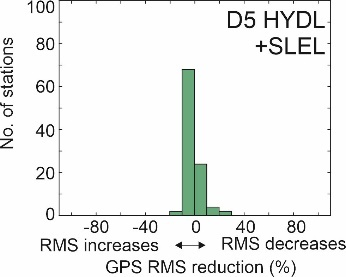 100
D5 HYDL
+SLEL
80
60
40
20
0
No. of stations
-80 -40 0 40 80
RMS increases RMS decreases
GPS RMS reduction (%)